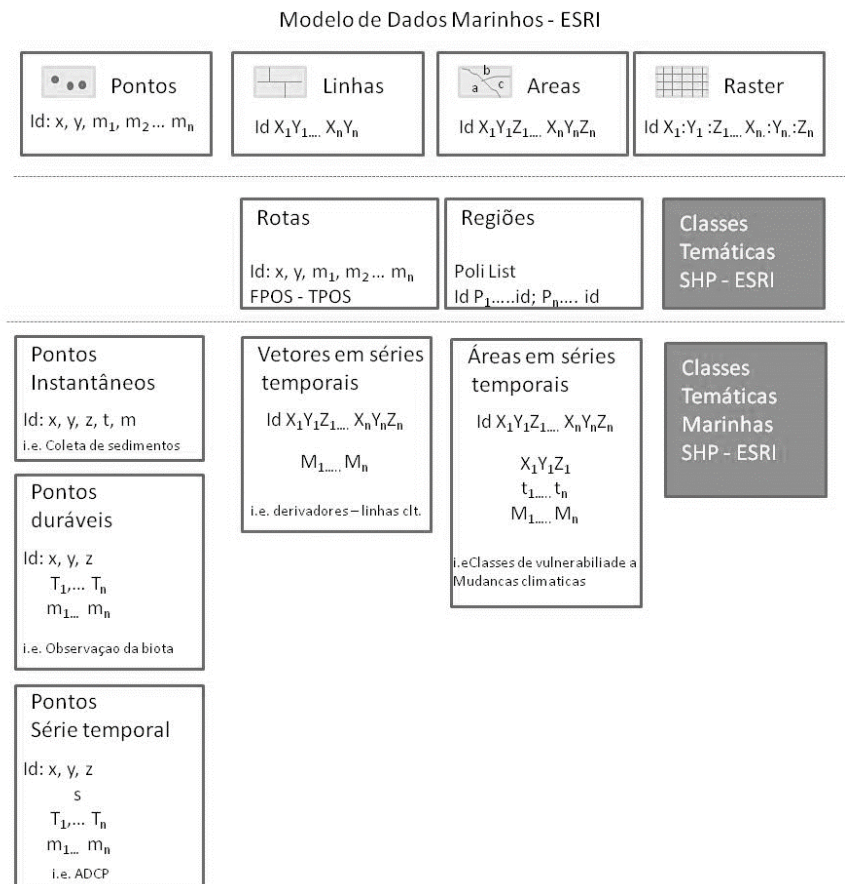 Modelo de Dados Marinhos - ESRI
Pontos
Id: x, y, m₁, m₂... mₙ
Linhas
Id X₁Y₁.... XₙYₙ
b
a
c
Areas
Id X₁Y₁Z₁.... XₙYₙZₙ
Raster
Id X₁:Y₁ :Z₁.... Xₙ.:Yₙ.:Zₙ
Rotas
Id: x, y, m₁, m₂... mₙ
FPOS - TPOS
Regiões
Poli List
Id P₁.....id; Pₙ.... id
Classes
Temáticas
SHP - ESRI
Pontos
Instantâneos
Id: x, y, z, t, m
i.e. Coleta de sedimentos
Vetores em séries
temporais
Id X₁Y₁Z₁.... XₙYₙZₙ
M₁..... Mₙ
i.e. derivadores – linhas clt.
Áreas em séries
temporais
Id X₁Y₁Z₁.... XₙYₙZₙ
X₁Y₁Z₁
t₁..... tₙ
M₁..... Mₙ
i.eClasses de vulnerabiliade a
Mudancas climaticas
Classes
Temáticas
Marinhas
SHP - ESRI
Pontos
duráveis
Id: x, y, z
T₁,... Tₙ
m₁... mₙ
i.e. Observaçao da biota
Pontos
Série temporal
Id: x, y, z
s
T₁,... Tₙ
m₁... mₙ
i.e. ADCP